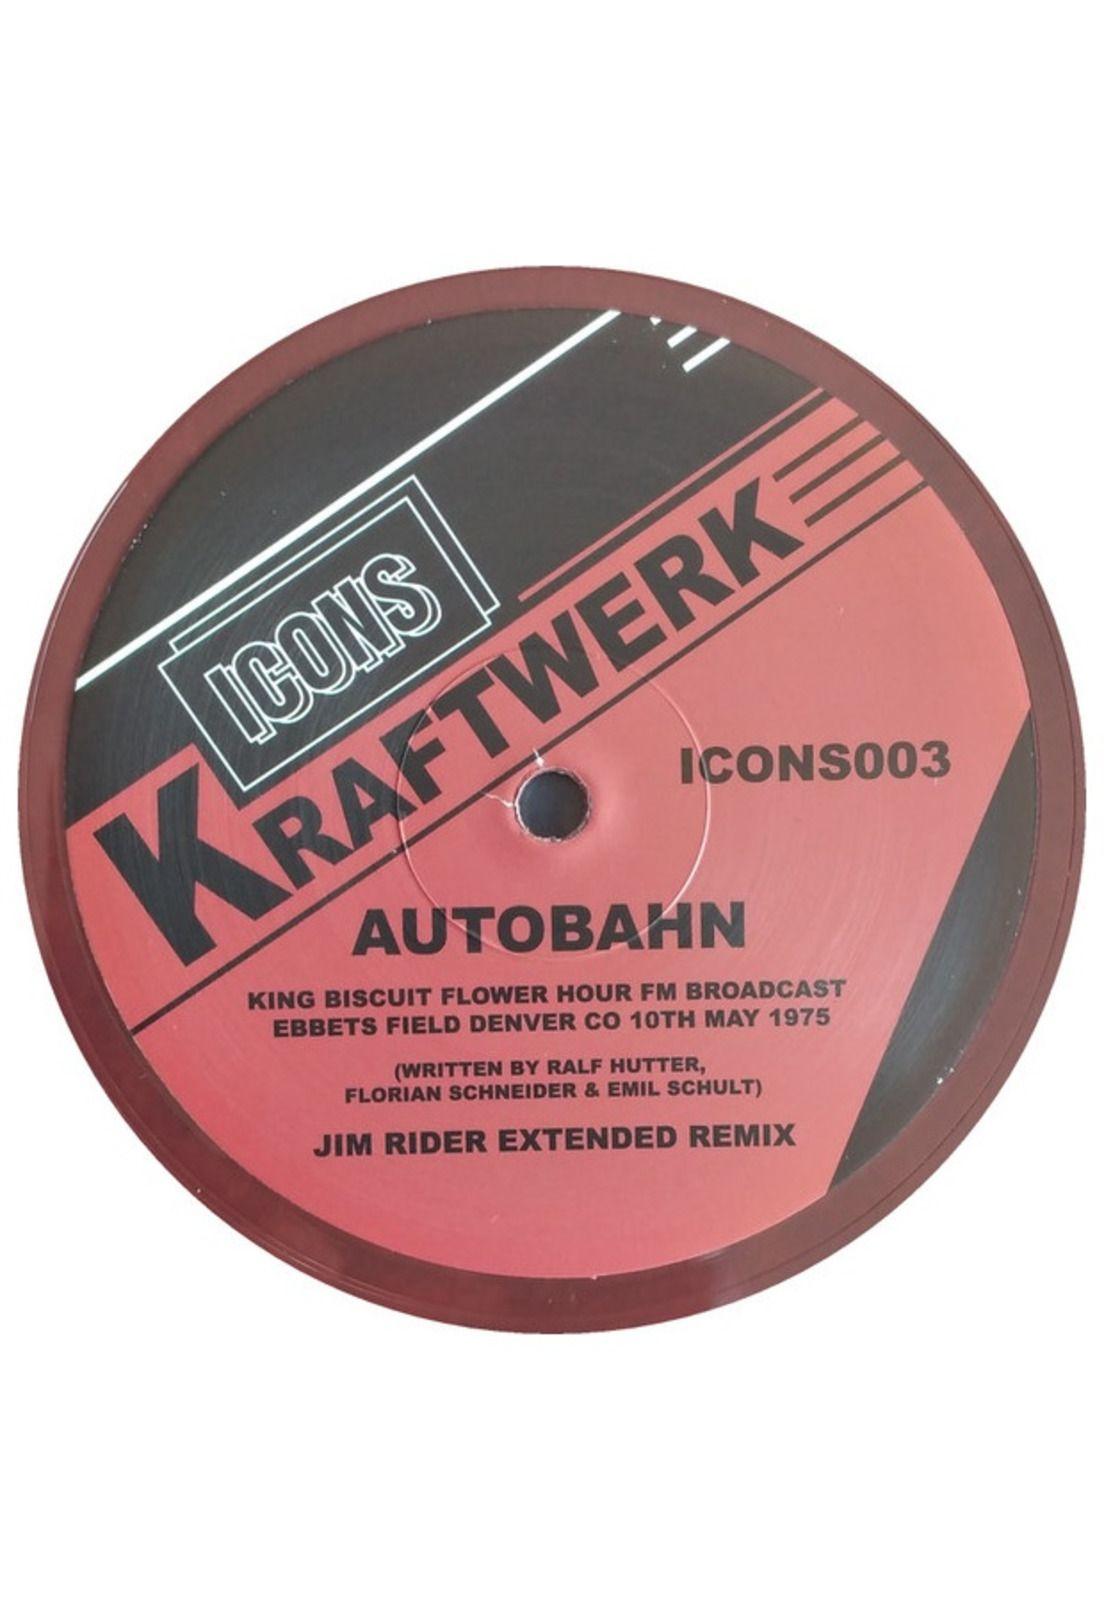 ICONS
KRAFTWERK
ICONS003
AUTOBAHN
KING BISCUIT FLOWER HOUR FM BROADCAST
EBBETS FIELD DENVER CO 10TH MAY 1975
(WRITTEN BY RALF HUTTER,
FLORIAN SCHNEIDER & EMIL SCHULT)
JIM RIDER EXTENDED REMIX